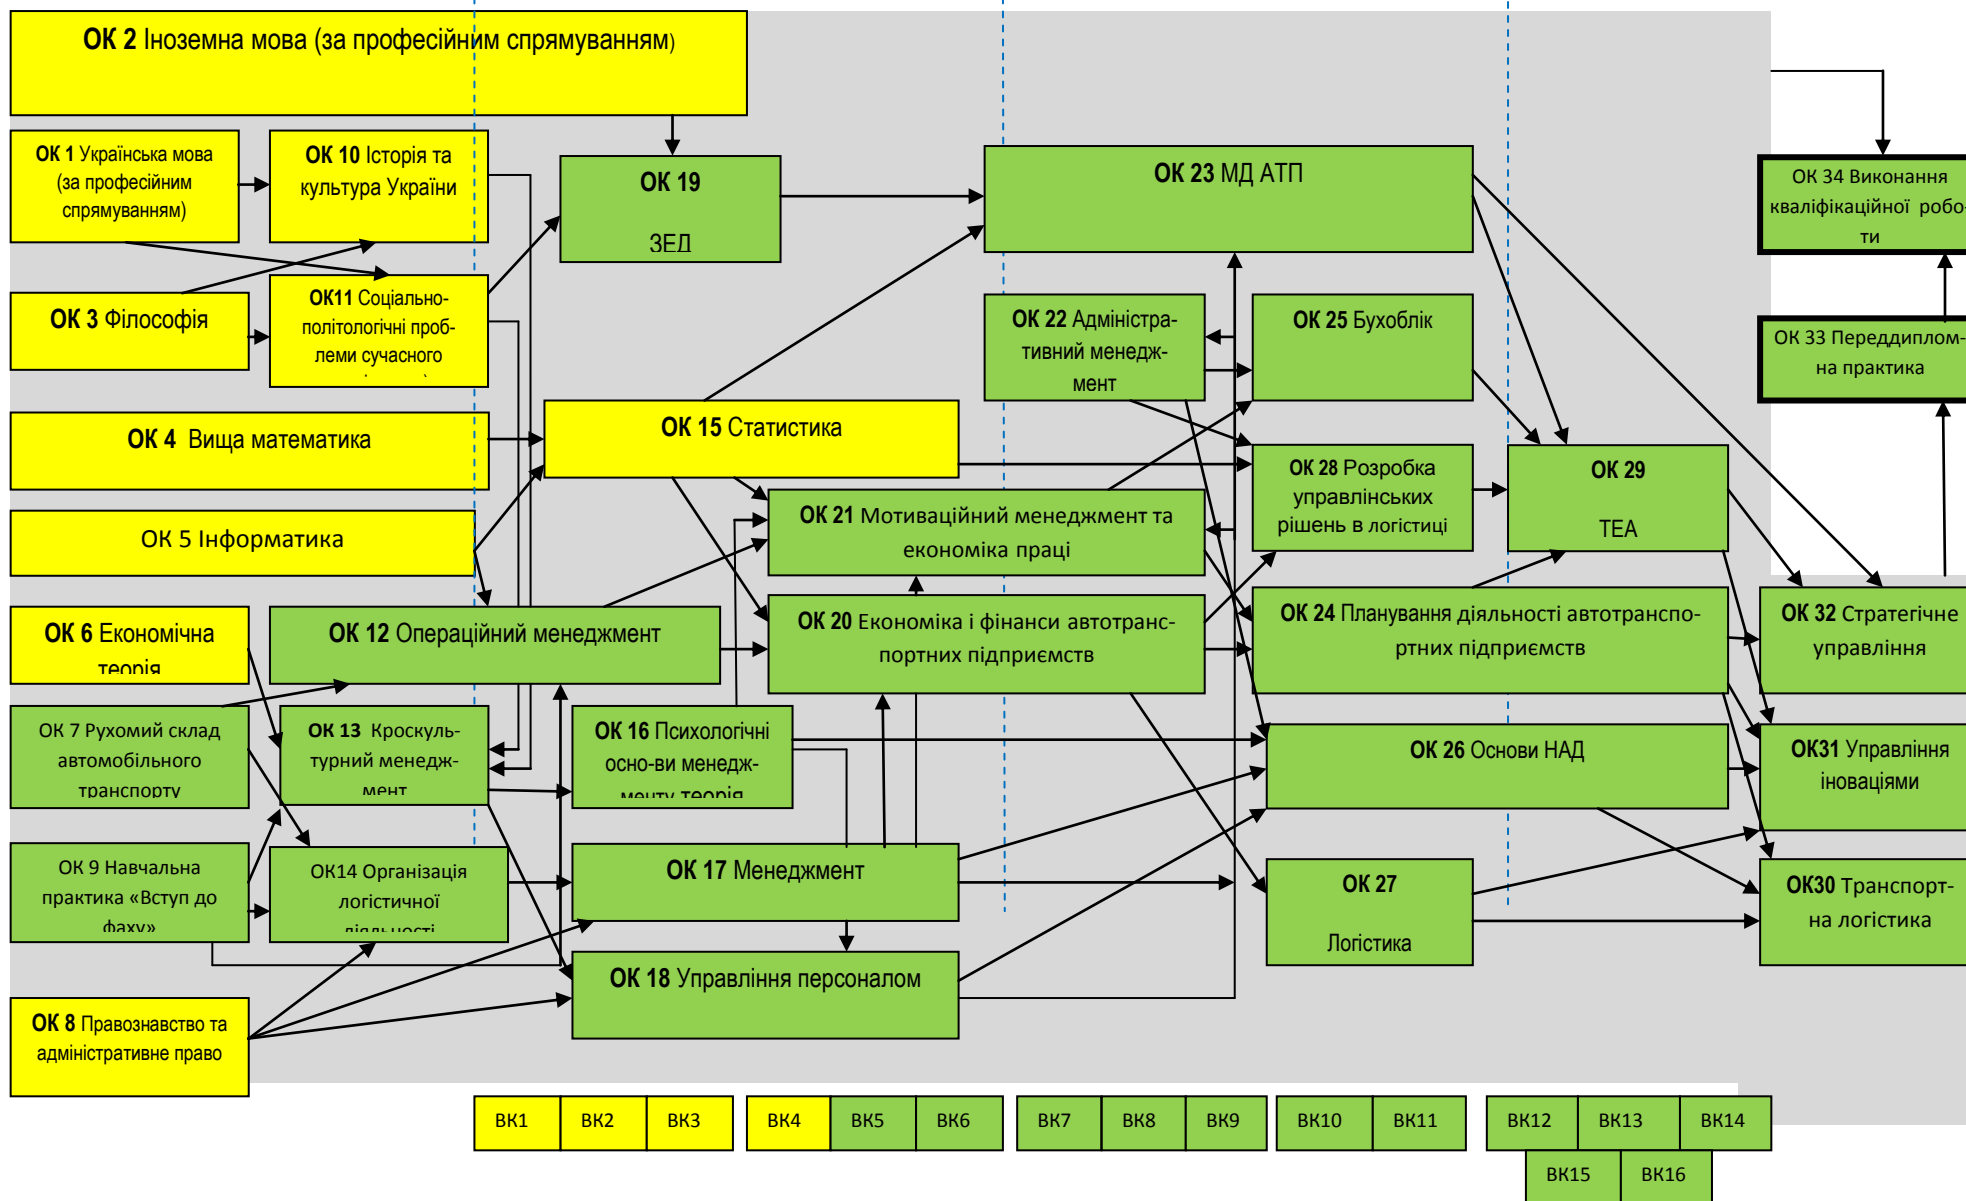 ОК 2 Іноземна мова (за професійним спрямуванням)
ОК 1 Українська мова
(за професійним
спрямуванням)
ОК 10 Історія та
культура України
ОК 19
ЗЕД
ОК 23 МД АТП
ОК 34 Виконання
кваліфікаційної робо-
ти
ОК 3 Філософія
ОК11 Соціально-
політологічні проб-
леми сучасного
ОК 22 Адміністра-
тивний менедж-
мент
ОК 25 Бухоблік
ОК 33 Переддиплом-
на практика
ОК 4 Вища математика
ОК 15 Статистика
ОК 28 Розробка
управлінських
рішень в логістиці
ОК 29
ТЕА
ОК 5 Інформатика
ОК 21 Мотиваційний менеджмент та
економіка праці
ОК 6 Економічна
теорія
ОК 12 Операційний менеджмент
ОК 20 Економіка і фінанси автотранс-
портних підприємств
ОК 24 Планування діяльності автотранспо-
ртних підприємств
ОК 32 Стратегічне
управління
ОК 7 Рухомий склад
автомобільного
транспорту
ОК 13 Кроскуль-
турний менедж-
мент
ОК 16 Психологічні
осно-ви менедж-
менту теорія
ОК 26 Основи НАД
ОК31 Управління
іноваціями
ОК 9 Навчальна
практика «Вступ до
фаху»
ОК14 Організація
логістичної
діяльності
ОК 17 Менеджмент
ОК 27
Логістика
ОК30 Транспорт-
на логістика
ОК 18 Управління персоналом
ОК 8 Правознавство та
адміністративне право
ВК1 ВК2 ВК3 ВК4 ВК5 ВК6 ВК7 ВК8 ВК9 ВК10 ВК11 ВК12 ВК13 ВК14
ВК15 ВК16